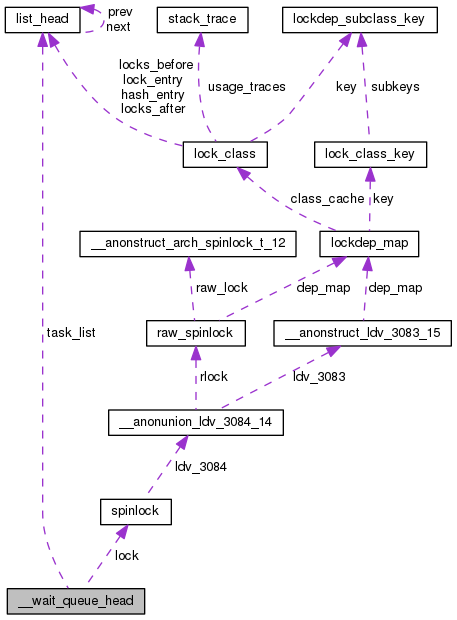 list_head
prev
next
stack_trace
lockdep_subclass_key
locks_before
lock_entry
hash_entry
locks_after
usage_traces
key
subkeys
lock_class
lock_class_key
class_cache
key
__anonstruct_arch_spinlock_t_12
lockdep_map
raw_lock
dep_map
dep_map
task_list
raw_spinlock
__anonstruct_ldv_3083_15
rlock
ldv_3083
__anonunion_ldv_3084_14
ldv_3084
spinlock
lock
__wait_queue_head